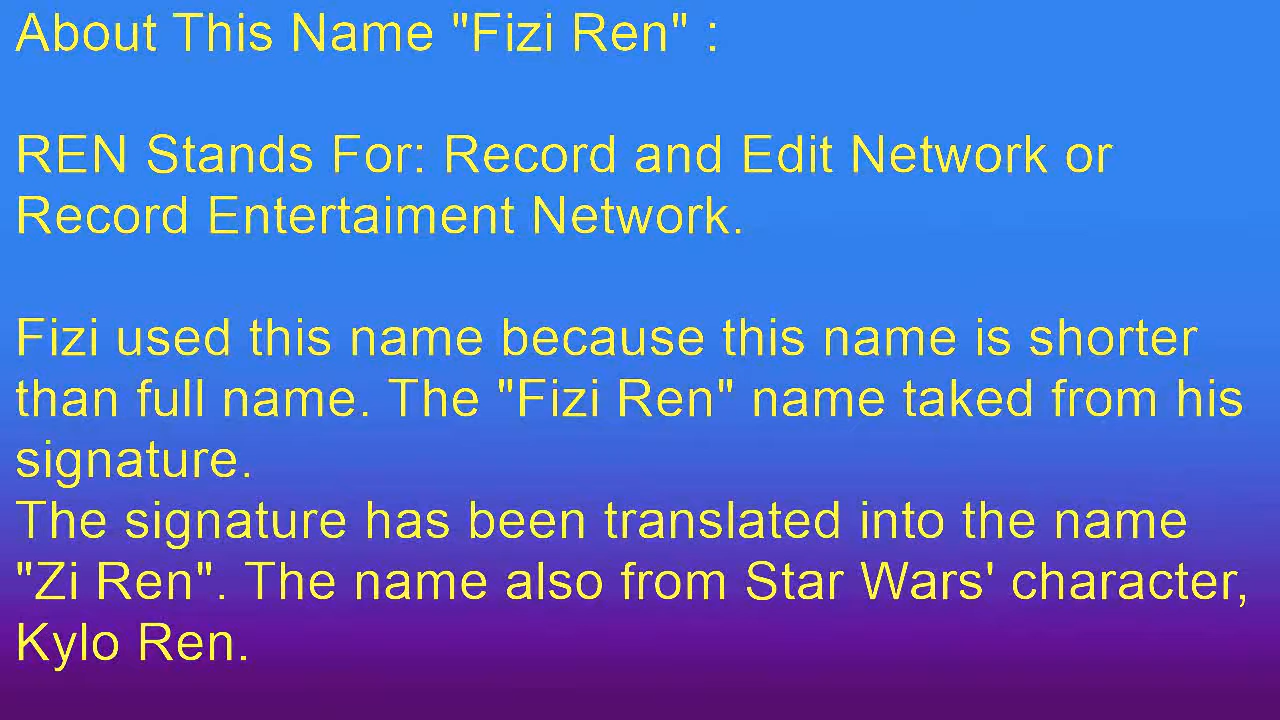 About This Name "Fizi Ren" :
REN Stands For: Record and Edit Network or
Record Entertaiment Network.
Fizi used this name because this name is shorter
than full name. The "Fizi Ren" name taked from his
signature.
The signature has been translated into the name
"Zi Ren". The name also from Star Wars' character,
Kylo Ren.